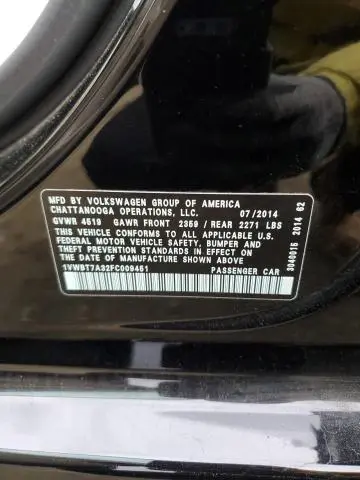 MFD BY VOLKSWAGEN GROUP OF AMERICA
CHATTANOOGA OPERATIONS, LLC. 07/2014
GVWR 4519 GAWR FRONT 2359 / REAR 2271 LBS
THIS VEHICLE CONFORMS TO ALL APPLICABLE U.S.
FEDERAL MOTOR VEHICLE SAFETY, BUMPER AND
THEFT PREVENTION STANDARDS IN EFFECT ON
THE DATE OF MANUFACTURE SHOWN ABOVE.
1VWBT7A32FC009461 PASSENGER CAR
3040015 2014 62